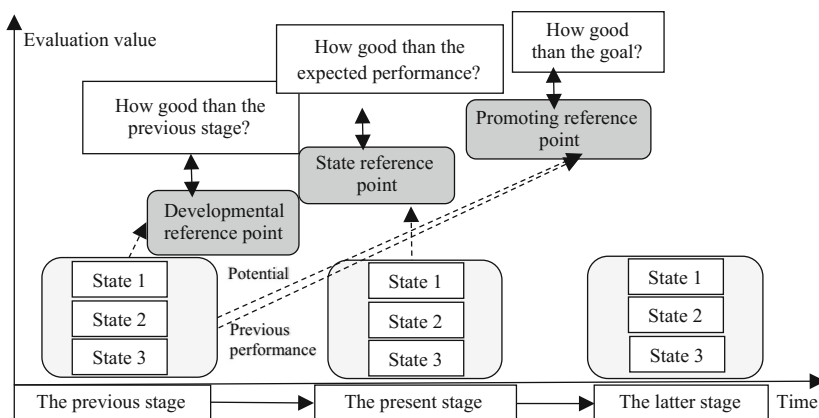 Evaluation value
How good than the
previous stage?
How good than the
expected performance?
How good
than the goal?
Developmental
reference point
State reference
point
Promoting reference
point
State 1
State 2
State 3
Potential
Previous
performance
State 1
State 2
State 3
State 1
State 2
State 3
The previous stage
The present stage
The latter stage
Time